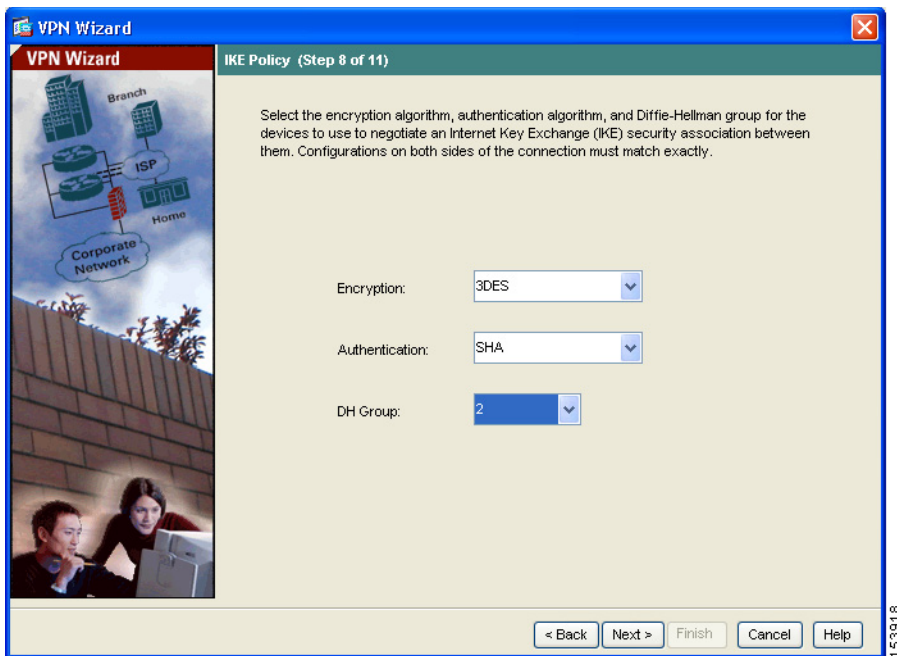 VPN Wizard
VPN Wizard
IKE Policy (Step 8 of 11)
Branch
ISP
Home
Corporate
Network
Select the encryption algorithm, authentication algorithm, and Diffie-Hellman group for the
devices to use to negotiate an Internet Key Exchange (IKE) security association between
them. Configurations on both sides of the connection must match exactly.
Encryption: 3DES
Authentication: SHA
DH Group: 2
< Back Next > Finish Cancel Help
153918